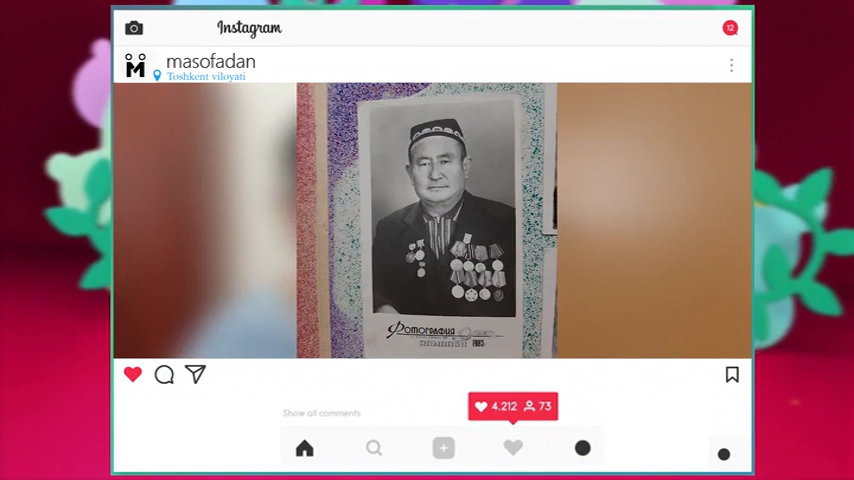 Instagram
12
masofadan
Toshkent viloyati
Фотография
1985
Show all comments
4.212 73